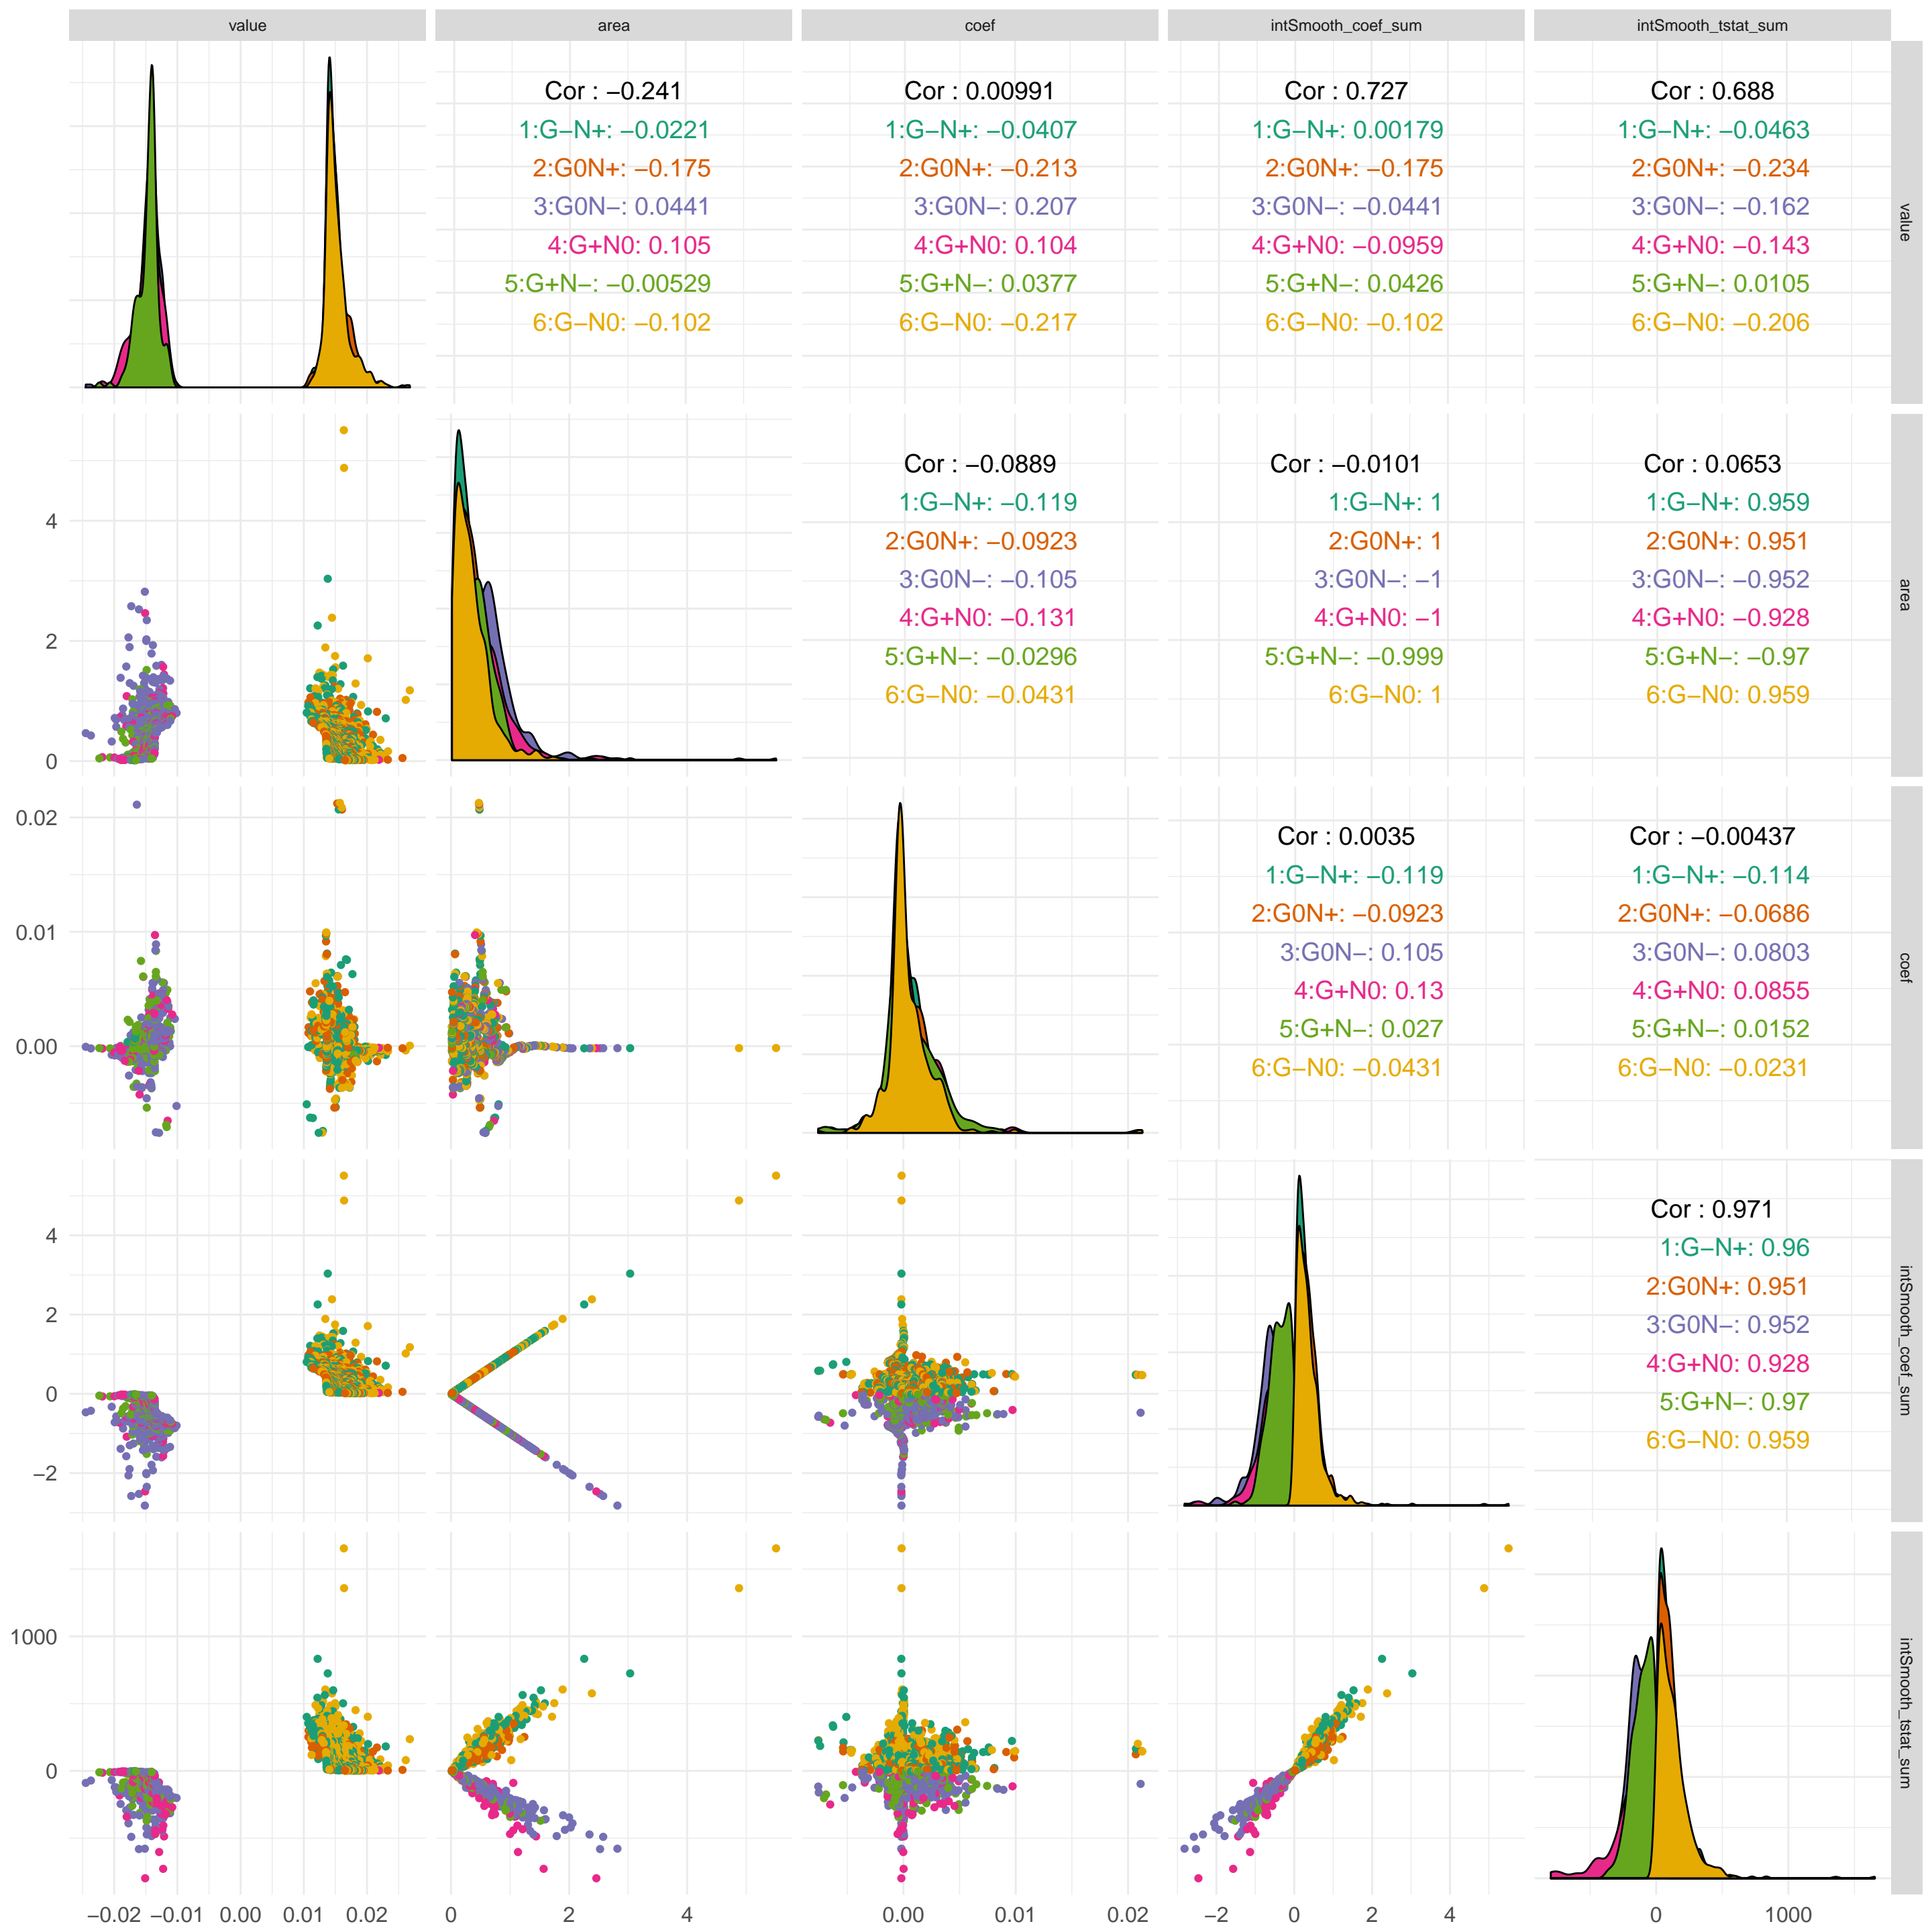 value
area
coef
intSmooth_coef_sum
intSmooth_tstat_sum
Cor : −0.241
1:G−N+: −0.0221
2:G0N+: −0.175
3:G0N−: 0.0441
4:G+N0: 0.105
5:G+N−: −0.00529
6:G−N0: −0.102
Cor : 0.00991
1:G−N+: −0.0407
2:G0N+: −0.213
3:G0N−: 0.207
4:G+N0: 0.104
5:G+N−: 0.0377
6:G−N0: −0.217
Cor : 0.727
1:G−N+: 0.00179
2:G0N+: −0.175
3:G0N−: −0.0441
4:G+N0: −0.0959
5:G+N−: 0.0426
6:G−N0: −0.102
Cor : 0.688
1:G−N+: −0.0463
2:G0N+: −0.234
3:G0N−: −0.162
4:G+N0: −0.143
5:G+N−: 0.0105
6:G−N0: −0.206
value
4
2
0
Cor : −0.0889
1:G−N+: −0.119
2:G0N+: −0.0923
3:G0N−: −0.105
4:G+N0: −0.131
5:G+N−: −0.0296
6:G−N0: −0.0431
Cor : −0.0101
1:G−N+: 1
2:G0N+: 1
3:G0N−: −1
4:G+N0: −1
5:G+N−: −0.999
6:G−N0: 1
Cor : 0.0653
1:G−N+: 0.959
2:G0N+: 0.951
3:G0N−: −0.952
4:G+N0: −0.928
5:G+N−: −0.97
6:G−N0: 0.959
area
0.02
0.01
0.00
Cor : 0.0035
1:G−N+: −0.119
2:G0N+: −0.0923
3:G0N−: 0.105
4:G+N0: 0.13
5:G+N−: 0.027
6:G−N0: −0.0431
Cor : −0.00437
1:G−N+: −0.114
2:G0N+: −0.0686
3:G0N−: 0.0803
4:G+N0: 0.0855
5:G+N−: 0.0152
6:G−N0: −0.0231
coef
4
2
0
−2
Cor : 0.971
1:G−N+: 0.96
2:G0N+: 0.951
3:G0N−: 0.952
4:G+N0: 0.928
5:G+N−: 0.97
6:G−N0: 0.959
intSmooth_coef_sum
1000
0
intSmooth_tstat_sum
−0.02 −0.01 0.00 0.01 0.02
0 2 4
0.00 0.01 0.02
−2 0 2 4
0 1000